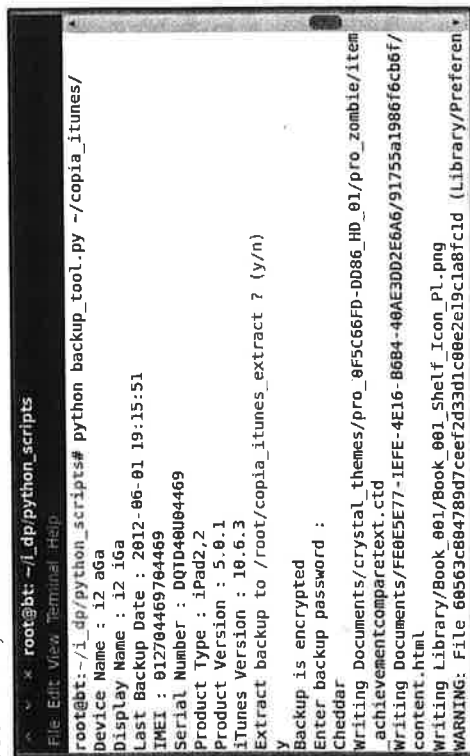 root@bt: ~/i_dp/python_scripts
File Edit View Terminal Help
root@bt:~/i_dp/python_scripts# python backup_tool.py ~/copia_itunes/
Device Name : i2 aGa
Display Name : i2 iGa
Last Backup Date : 2012-06-01 19:15:51
IMEI : 012704469704469
Serial Number : DQTD40U04469
Product Type : iPad2,2
Product Version : 5.0.1
iTunes Version : 10.6.3
Extract backup to /root/copia_itunes_extract ? (y/n)
y
Backup is encrypted
Enter backup password :
cheddar
Writing Documents/crystal_themes/pro_0F5C66FD-DD86_HD_01/pro_zombie/item
achievementcomparetext.ctd
Writing Documents/FE0E5E77-1EFE-4E16-B6B4-40AE3DD2E6A6/91755a1986f6cb6f/
content.html
Writing Library/Book_001/Book_001_Shelf_Icon_Pl.png
WARNING: File 60563c804789d7ceef2d33d1c00e2e19c1a8fc1d (Library/Preferen